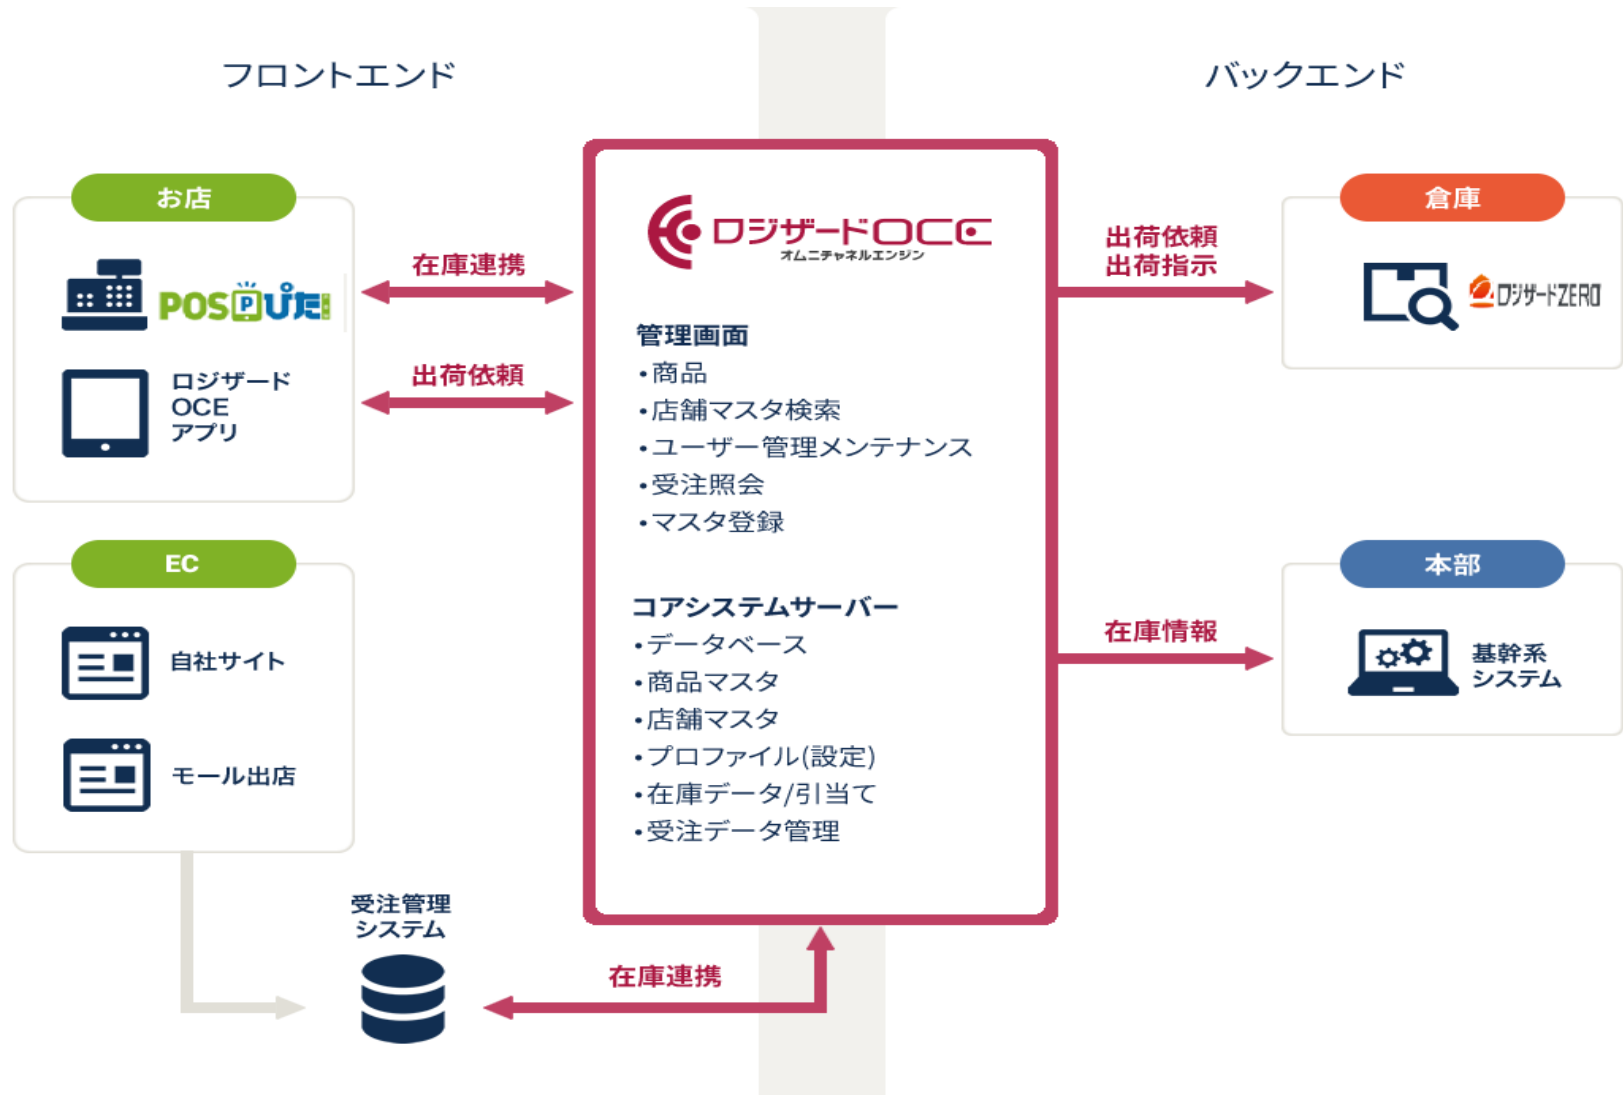 フロントエンド
バックエンド
お店
POSぴた
ロジザード
OCE
アプリ
EC
自社サイト
モール出店
受注管理
システム
在庫連携
出荷依頼
在庫連携
ロジザードOCE
オムニチャネルエンジン
管理画面
・商品
・店舗マスタ検索
・ユーザー管理メンテナンス
・受注照会
・マスタ登録
コアシステムサーバー
・データベース
・商品マスタ
・店舗マスタ
・プロファイル(設定)
・在庫データ/引当て
・受注データ管理
出荷依頼
出荷指示
在庫情報
倉庫
ロジザードZERO
本部
基幹系
システム